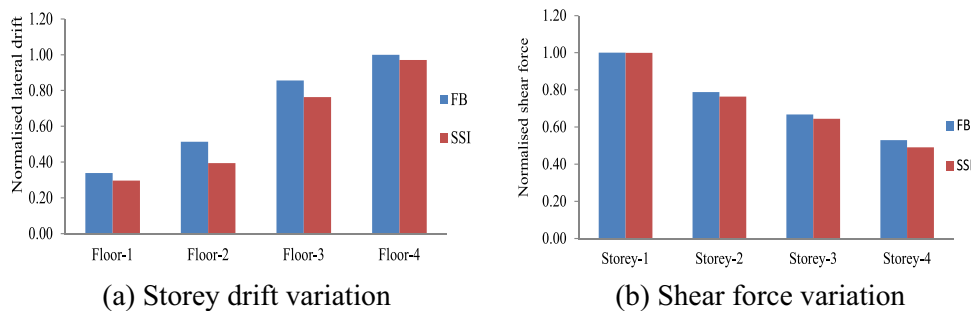 Normalised lateral drift
1.20
1.00
0.80
0.60
0.40
0.20
0.00
Floor-1 Floor-2 Floor-3 Floor-4
FB
SSI
(a) Storey drift variation
Normalised shear force
1.20
1.00
0.80
0.60
0.40
0.20
0.00
Storey-1 Storey-2 Storey-3 Storey-4
FB
SSI
(b) Shear force variation